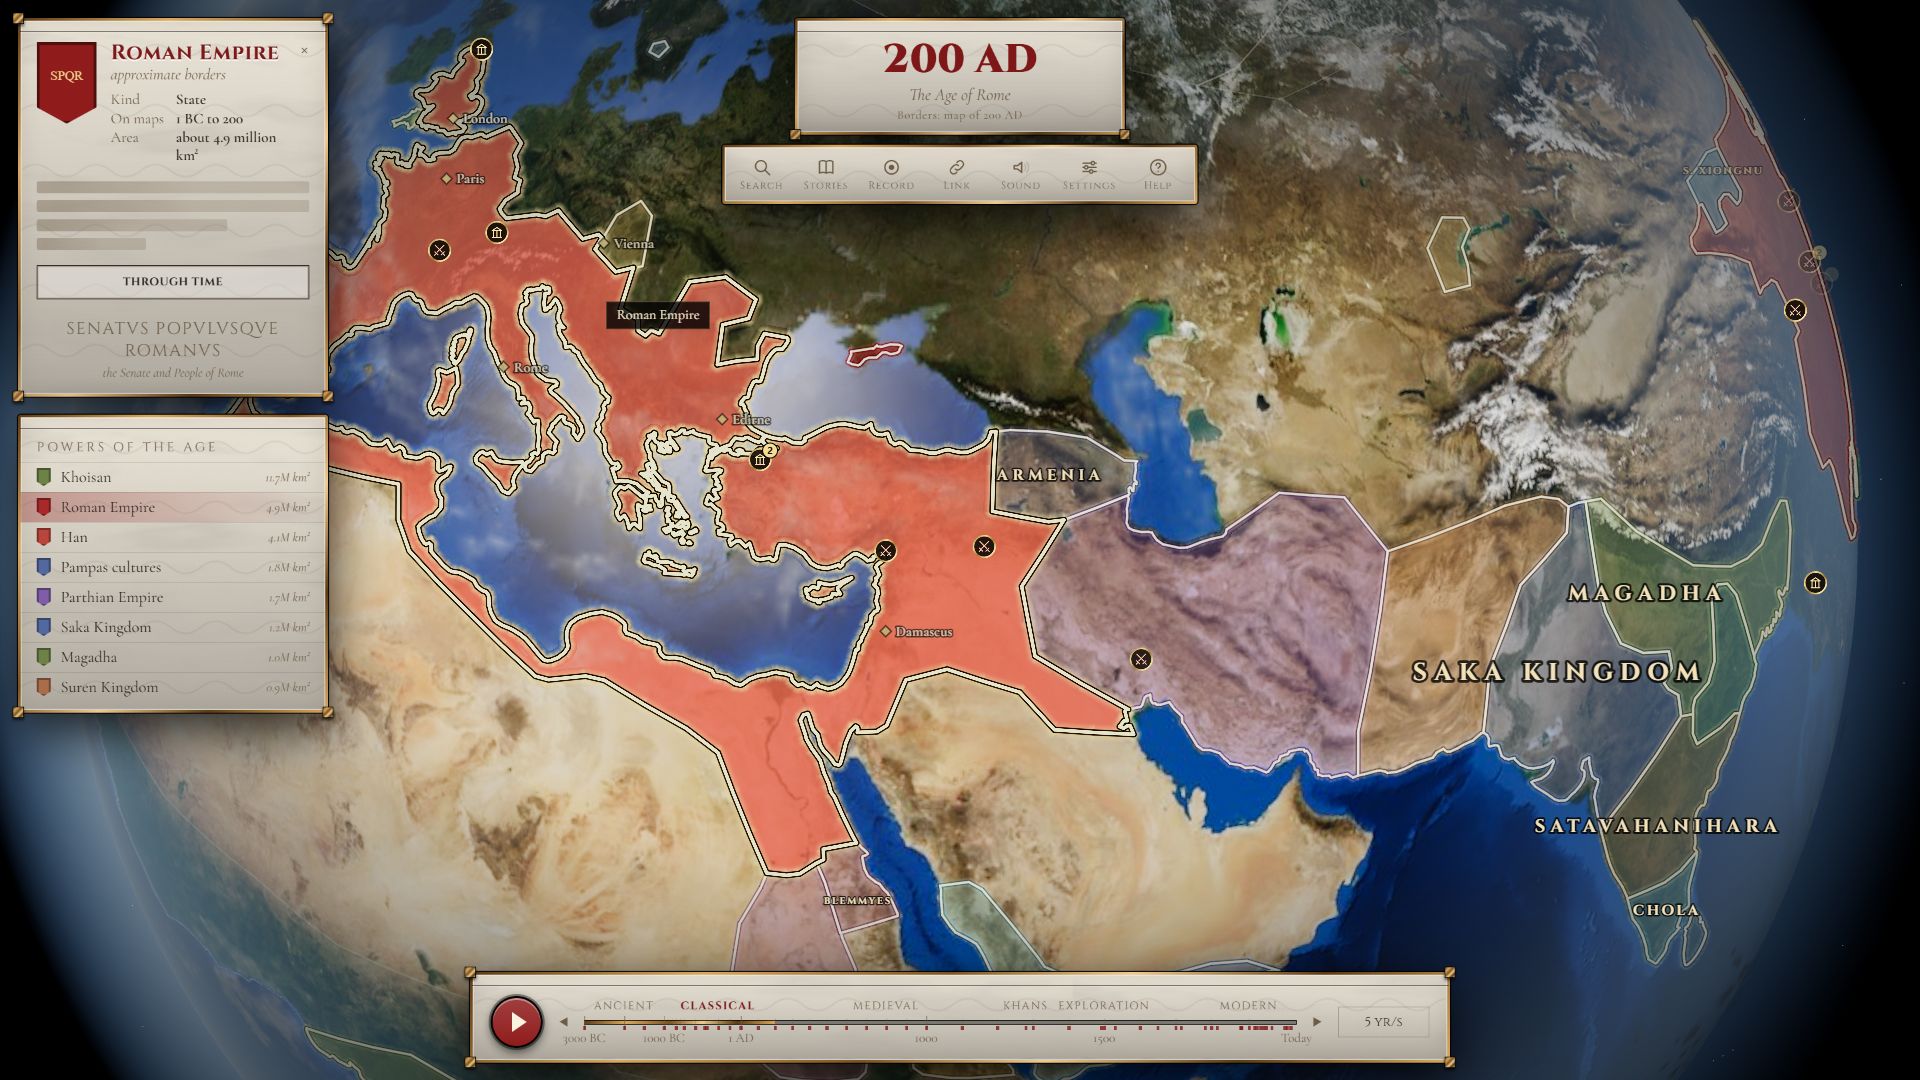 SPQR
ROMAN EMPIRE
×
approximate borders
Kind State
On maps 1 BC to 200
Area about 4.9 million
km²
THROUGH TIME
SENATVS POPVLVSQVE
ROMANVS
the Senate and People of Rome
POWERS OF THE AGE
Khoisan 11.7M km²
Roman Empire 4.9M km²
Han 4.1M km²
Pampas cultures 1.8M km²
Parthian Empire 1.7M km²
Saka Kingdom 1.2M km²
Magadha 1.0M km²
Suren Kingdom 0.9M km²
200 AD
The Age of Rome
Borders: map of 200 AD
SEARCH STORIES RECORD LINK SOUND SETTINGS HELP
London
Paris
S. XIONGNU
Vienna
Roman Empire
Rome
Edirne
2
ARMENIA
MAGADHA
Damascus
SAKA KINGDOM
SATAVAHANIHARA
BLEMMYES
CHOLA
ANCIENT CLASSICAL MEDIEVAL KHANS EXPLORATION MODERN
5 YR/S
3000 BC 1000 BC 1 AD 1000 1500 Today